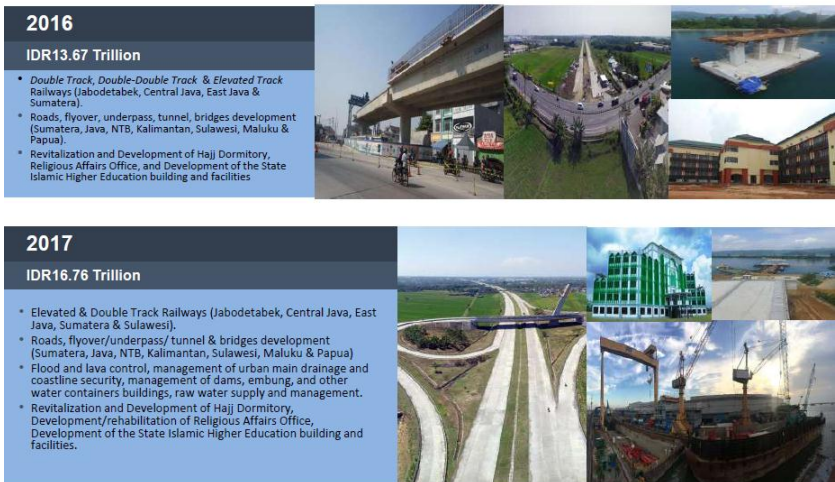 2016
IDR13.67 Trillion
• Double Track, Double-Double Track & Elevated Track
Railways (Jabodetabek, Central Java, East Java &
Sumatera).
• Roads, flyover, underpass, tunnel, bridges development
(Sumatera, Java, NTB, Kalimantan, Sulawesi, Maluku &
Papua).
• Revitalization and Development of Hajj Dormitory,
Religious Affairs Office, and Development of the State
Islamic Higher Education building and facilities
2017
IDR16.76 Trillion
• Elevated & Double Track Railways (Jabodetabek, Central Java, East
Java, Sumatera & Sulawesi).
• Roads, flyover/underpass/ tunnel & bridges development
(Sumatera, Java, NTB, Kalimantan, Sulawesi, Maluku & Papua)
• Flood and lava control, management of urban main drainage and
coastline security, management of dams, embung, and other
water containers buildings, raw water supply and management.
• Revitalization and Development of Hajj Dormitory,
Development/rehabilitation of Religious Affairs Office,
Development of the State Islamic Higher Education building and
facilities.